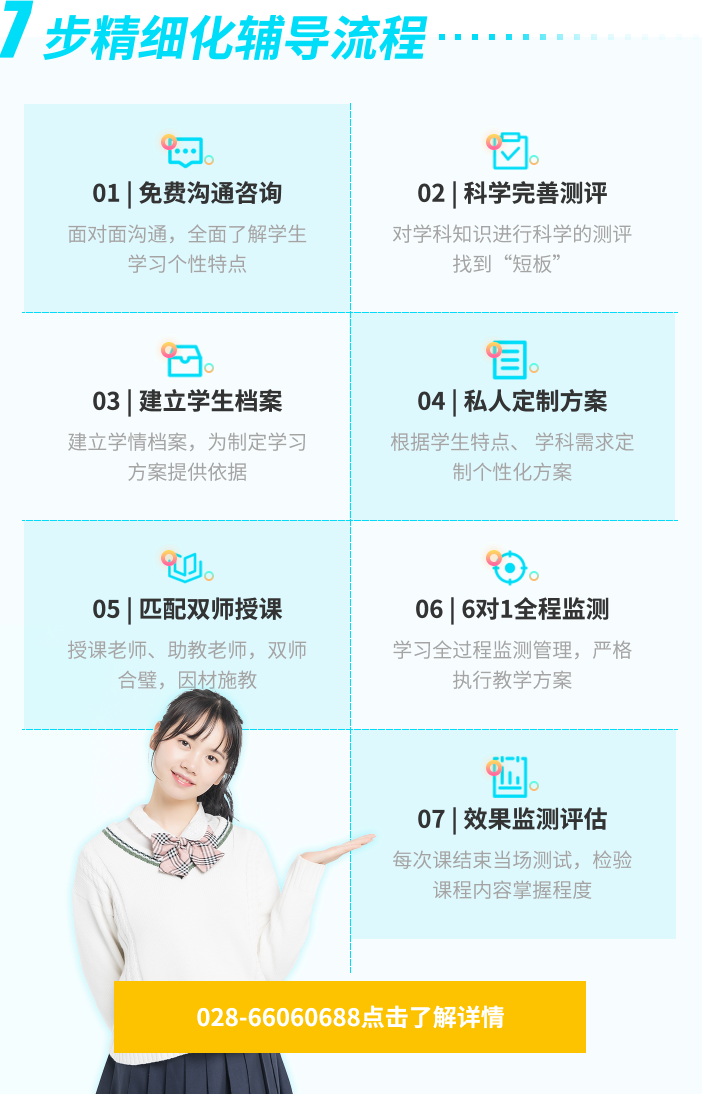 7步精细化辅导流程
01 | 免费沟通咨询
面对面沟通，全面了解学生
学习个性特点
02 | 科学完善测评
对学科知识进行科学的测评
找到“短板”
03 | 建立学生档案
建立学情档案，为制定学习
方案提供依据
04 | 私人定制方案
根据学生特点、 学科需求定
制个性化方案
05 | 匹配双师授课
授课老师、助教老师，双师
合璧，因材施教
06 | 6对1全程监测
学习全过程监测管理，严格
执行教学方案
07 | 效果监测评估
每次课结束当场测试，检验
课程内容掌握程度
028-66060688点击了解详情